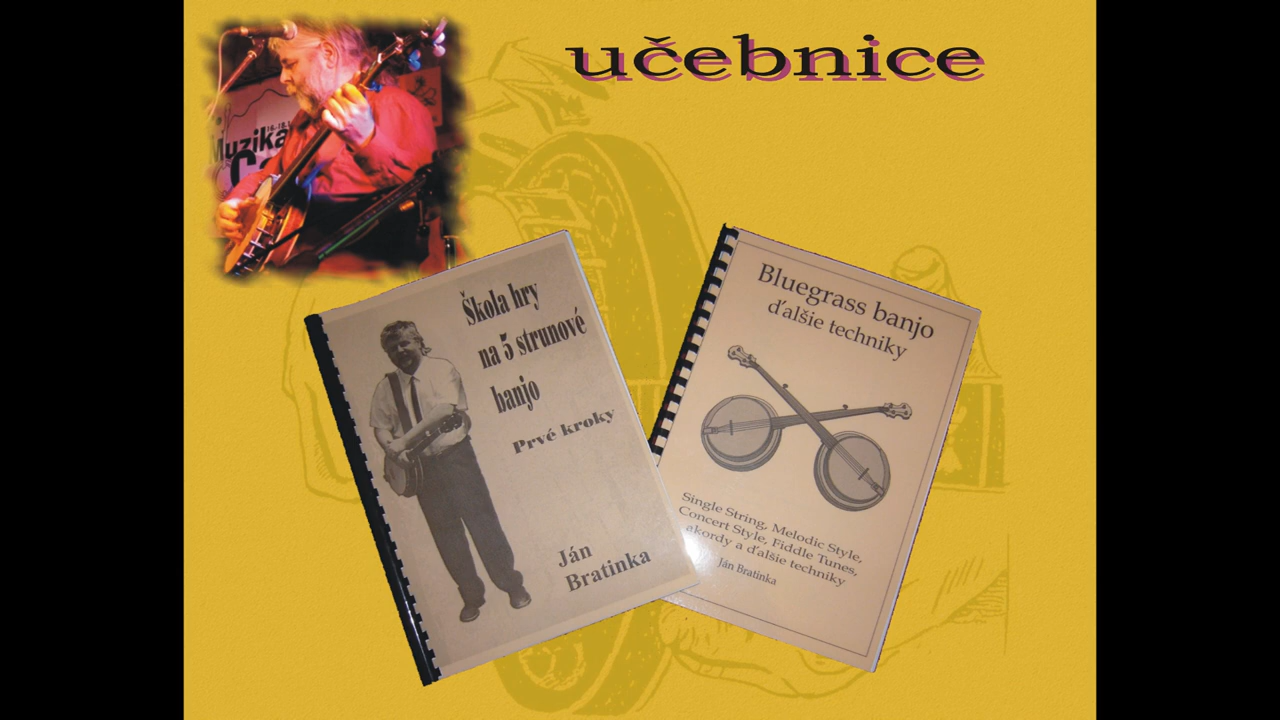 učebnice
Muzika
Škola hry
na 5 strunové
banjo
Prvé kroky
Ján
Bratinka
Bluegrass banjo
ďalšie techniky
Single String, Melodic Style,
Concert Style, Fiddle Tunes,
akordy a ďalšie techniky
Ján Bratinka